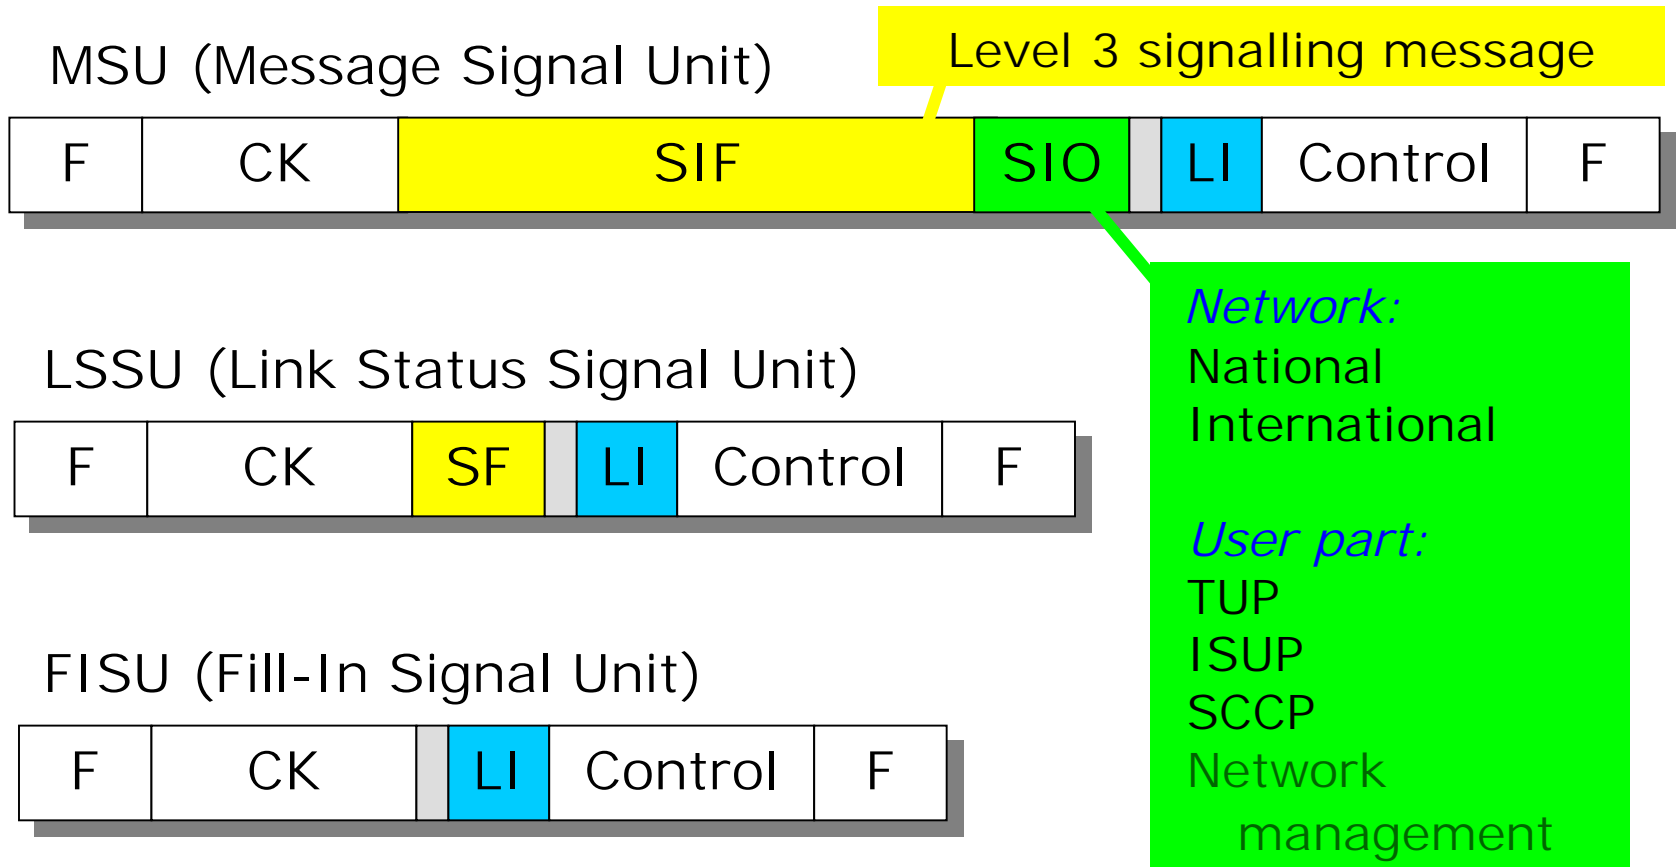 MSU (Message Signal Unit)
Level 3 signalling message
F CK SIF SIO LI Control F
LSSU (Link Status Signal Unit)
F CK SF LI Control F
FISU (Fill-In Signal Unit)
F CK LI Control F
Network:
National
International
User part:
TUP
ISUP
SCCP
Network
management